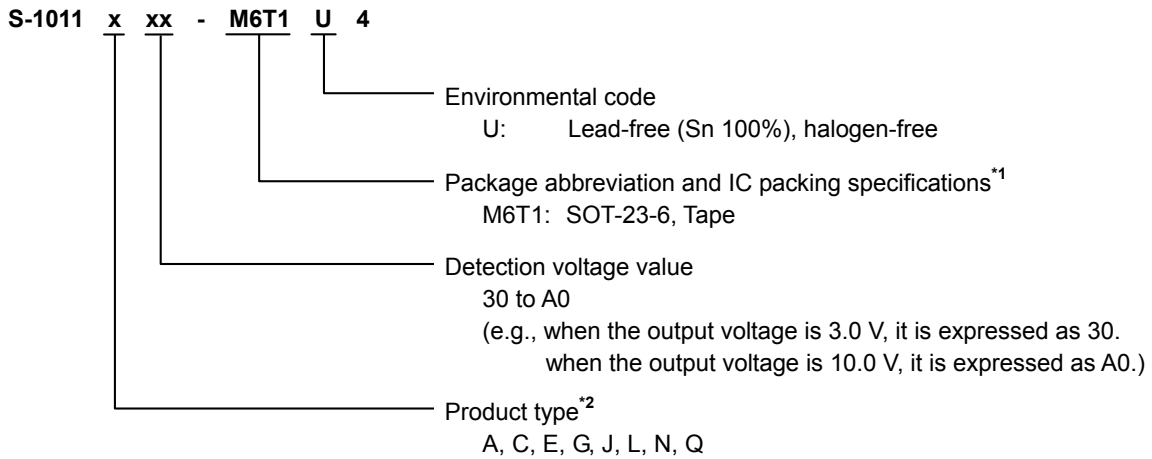 S-1011 x xx - M6T1 U 4
Environmental code
U: Lead-free (Sn 100%), halogen-free
Package abbreviation and IC packing specifications*1
M6T1: SOT-23-6, Tape
Detection voltage value
30 to A0
(e.g., when the output voltage is 3.0 V, it is expressed as 30.
when the output voltage is 10.0 V, it is expressed as A0.)
Product type*2
A, C, E, G, J, L, N, Q